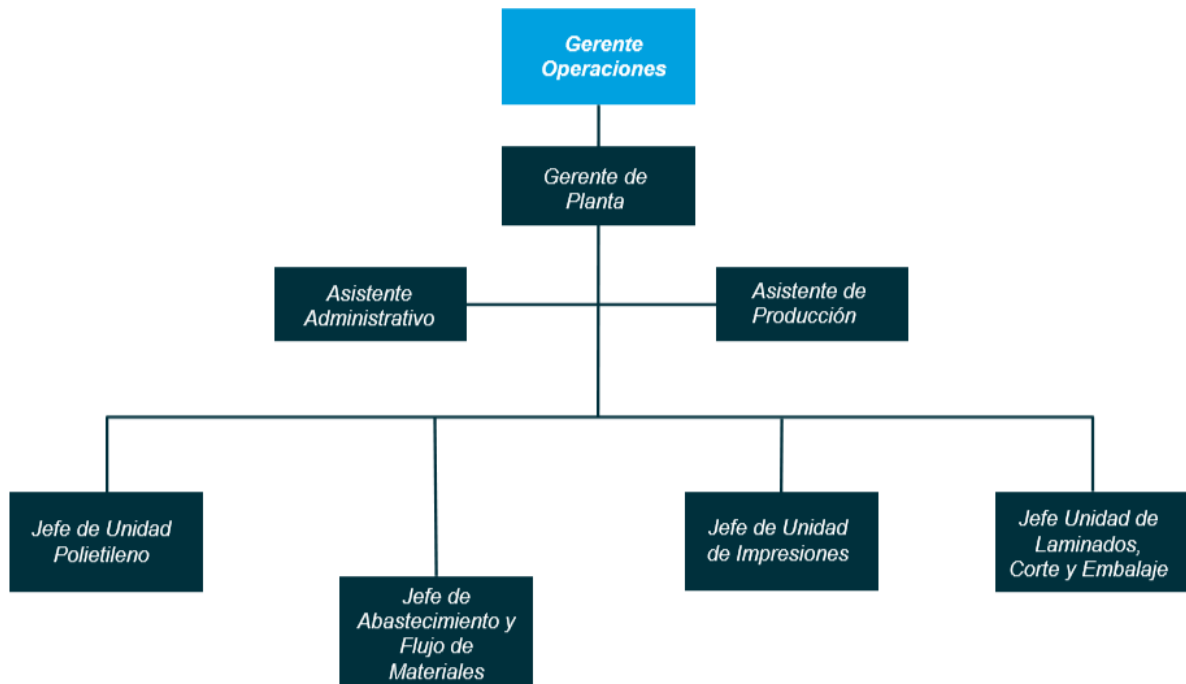 Gerente
Operaciones
Gerente de
Planta
Asistente
Administrativo
Asistente de
Producción
Jefe de Unidad
Polietileno
Jefe de
Abastecimiento y
Flujo de
Materiales
Jefe de Unidad
de Impresiones
Jefe Unidad de
Laminados,
Corte y Embalaje